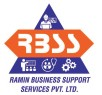 RBSS
RAMIN BUSINESS SUPPORT
SERVICES PVT. LTD.